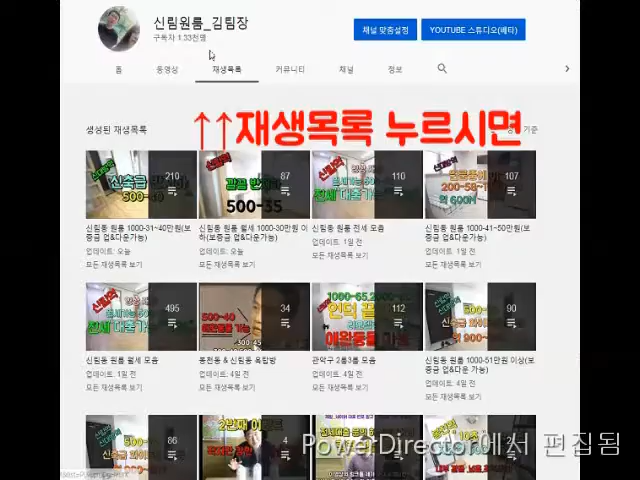 신림원룸_김팀장
구독자 1.33천명
채널 맞춤설정
YOUTUBE 스튜디오(베타)
홈
동영상
재생목록
커뮤니티
채널
정보
↑↑재생목록 누르시면
생성된 재생목록
기준
210
87
110
107
500-40
500-35
200-58~
역 600M
신림동 원룸 1000-31~40만원(보
증금 업&다운가능)
업데이트: 오늘
모든 재생목록 보기
신림동 원룸 월세 1000-30만원 이
하(보증금 업&다운가능)
업데이트: 오늘
모든 재생목록 보기
신림동 원룸 전세 모음
업데이트: 1일 전
모든 재생목록 보기
신림동 원룸 1000-41~50만원(보
증금 업&다운가능)
업데이트: 1일 전
모든 재생목록 보기
495
34
112
90
500-40
신림동 원룸 월세 모음
업데이트: 1일 전
모든 재생목록 보기
봉천동 & 신림동 옥탑방
업데이트: 4일 전
모든 재생목록 보기
관악구 2룸3룸 모음
업데이트: 4일 전
모든 재생목록 보기
신림동 원룸 1000-51만원 이상(보
증금 업&다운 가능)
업데이트: 4일 전
모든 재생목록 보기
86
4
PowerDirector에서 편집됨